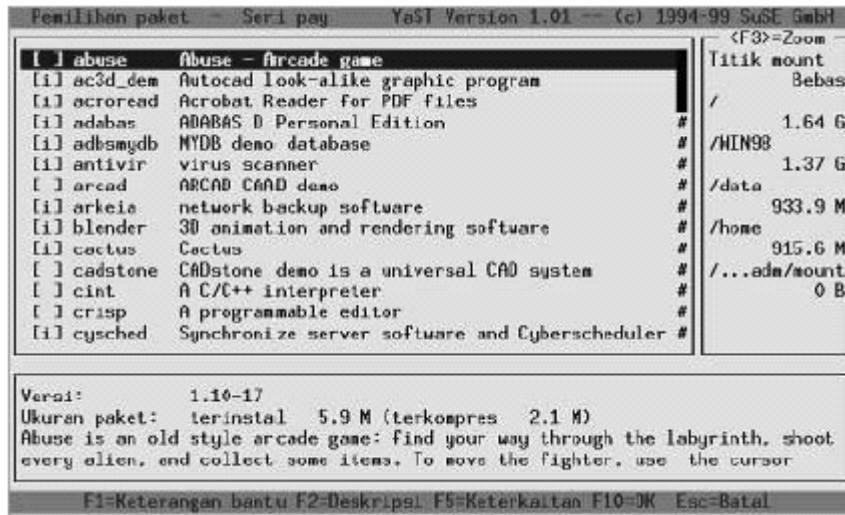 Pemilihan paket - Seri pay YaST Version 1.01 -- (c) 1994-99 SuSE GmbH
[ ] abuse Abuse - Arcade game
[i] ac3d_dem Autocad look-alike graphic program
[i] acroread Acrobat Reader for PDF files
[i] adabas ADABAS D Personal Edition #
[i] adbsmydb MYDB demo database #
[i] antivir virus scanner #
[ ] arcad ARCAD CAAD demo #
[i] arkeia network backup software #
[i] blender 3D animation and rendering software #
[i] cactus Cactus #
[ ] cadstone CADstone demo is a universal CAD system #
[ ] cint A C/C++ interpreter #
[ ] crisp A programmable editor #
[i] cysched Synchronize server software and Cyberscheduler #
<F3>=Zoom
Titik mount
Bebas
/
1.64 G
/WIN98
1.37 G
/data
933.9 M
/home
915.6 M
/...adm/mount
0 B
Versi: 1.10-17
Ukuran paket: terinstal 5.9 M (terkompres 2.1 M)
Abuse is an old style arcade game: find your way through the labyrinth, shoot
every alien, and collect some items. To move the fighter, use the cursor
F1=Keterangan bantu F2=Deskripsi F5=Keterkaitan F10=OK Esc=Batal